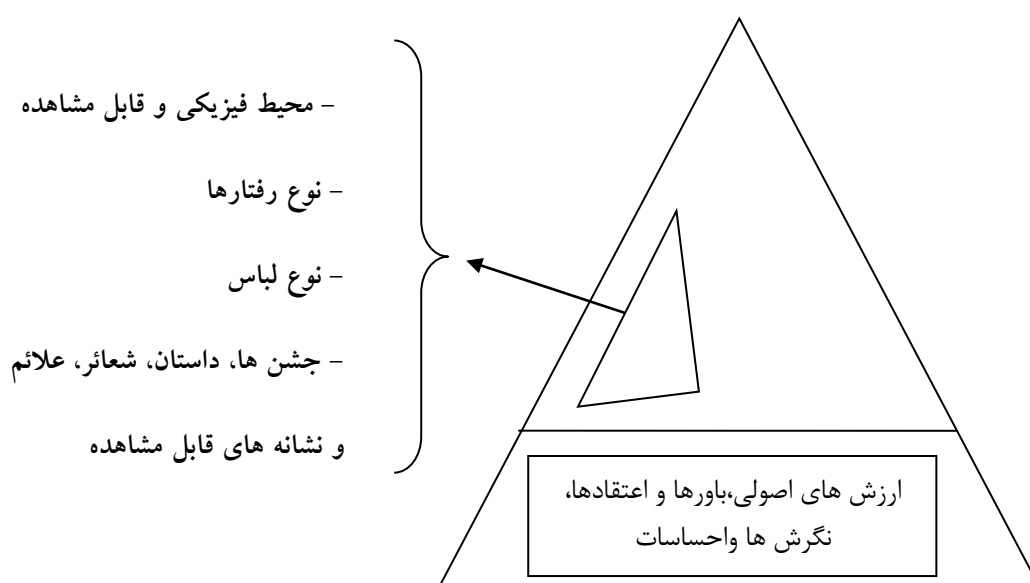 - محیط فیزیکی و قابل مشاهده
- نوع رفتارها
- نوع لباس
- جشن ها، داستان، شعائر، علائم
و نشانه های قابل مشاهده
ارزش های اصولی،باورها و اعتقادها،
نگرش ها واحساسات